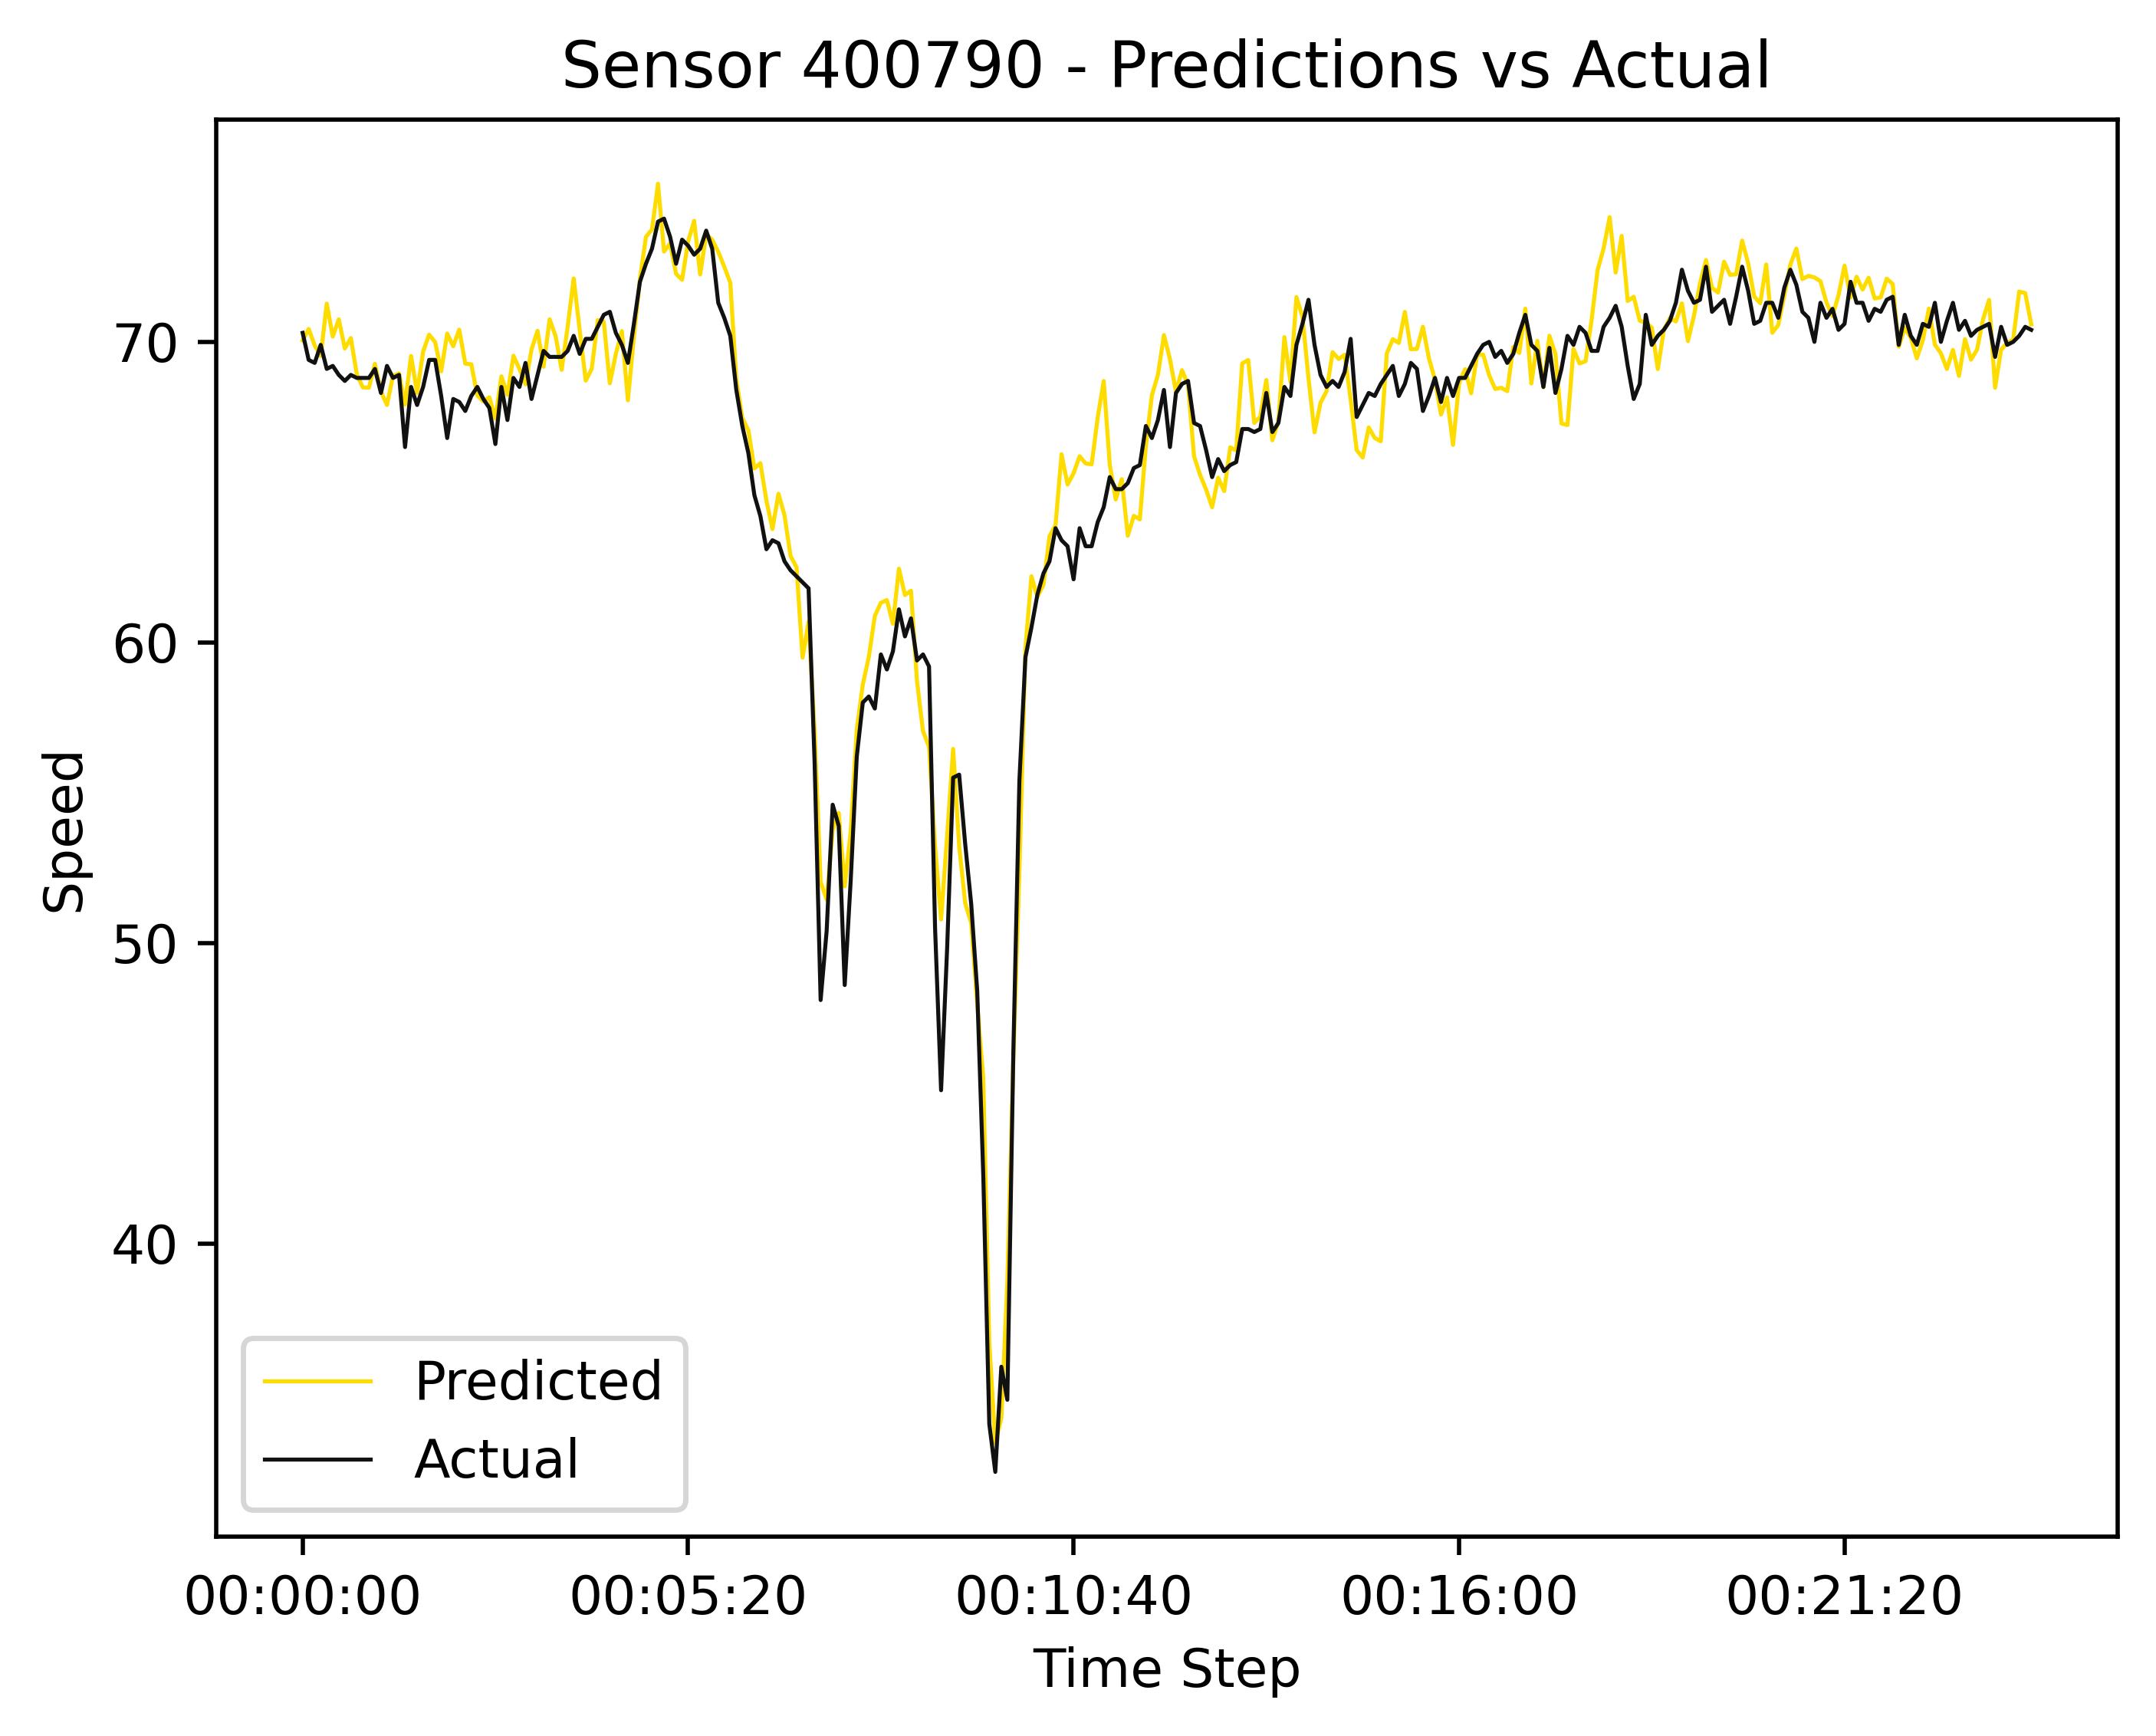 Sensor 400790 - Predictions vs Actual
Speed
70
60
50
40
Predicted
Actual
00:00:00 00:05:20 00:10:40 00:16:00 00:21:20
Time Step